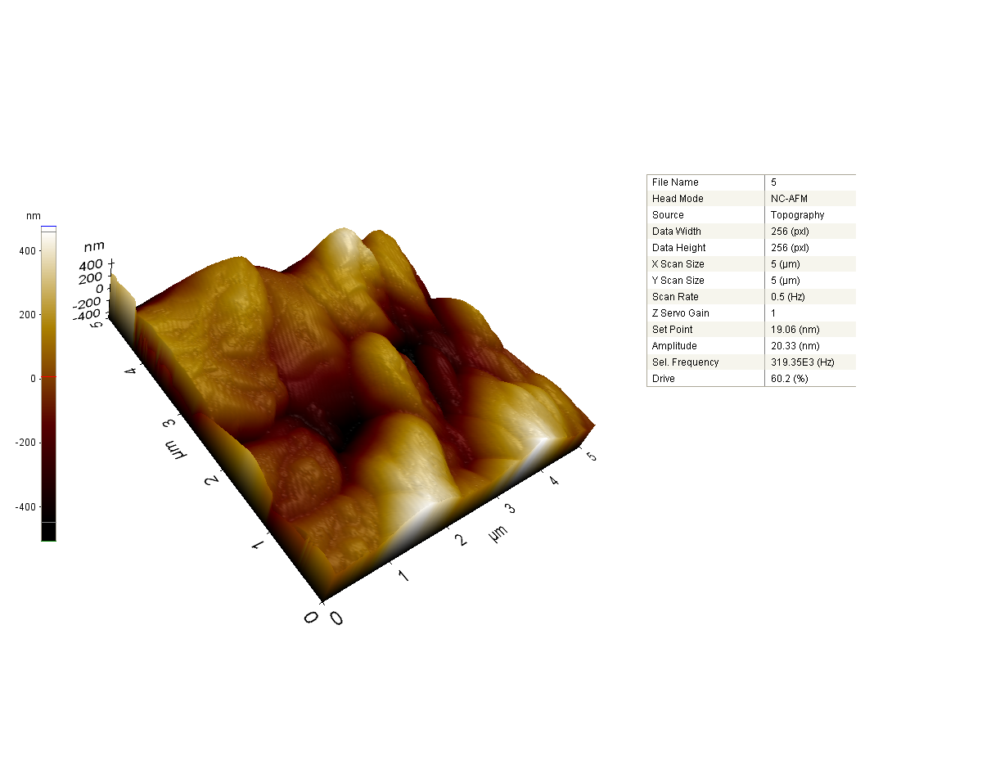 nm
400
200
0
-200
-400
nm
400
200
0
-200
-400
5
4
3
µm
2
1
0
0
1
2
µm
3
4
5
File Name 5
Head Mode NC-AFM
Source Topography
Data Width 256 (pxl)
Data Height 256 (pxl)
X Scan Size 5 (µm)
Y Scan Size 5 (µm)
Scan Rate 0.5 (Hz)
Z Servo Gain 1
Set Point 19.06 (nm)
Amplitude 20.33 (nm)
Sel. Frequency 319.35E3 (Hz)
Drive 60.2 (%)